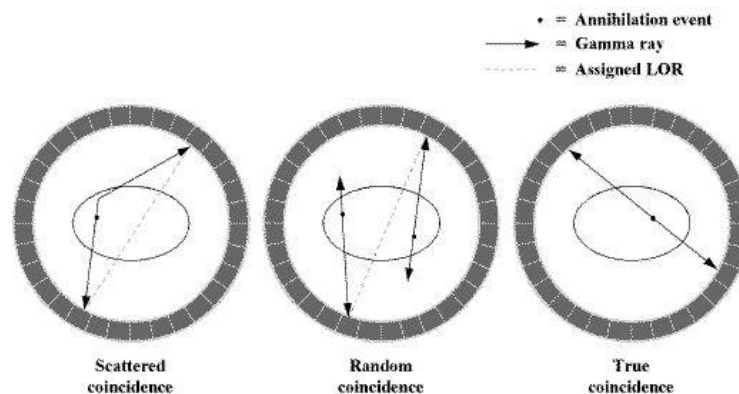 • = Annihilation event
= Gamma ray
= Assigned LOR
Scattered
coincidence
Random
coincidence
True
coincidence